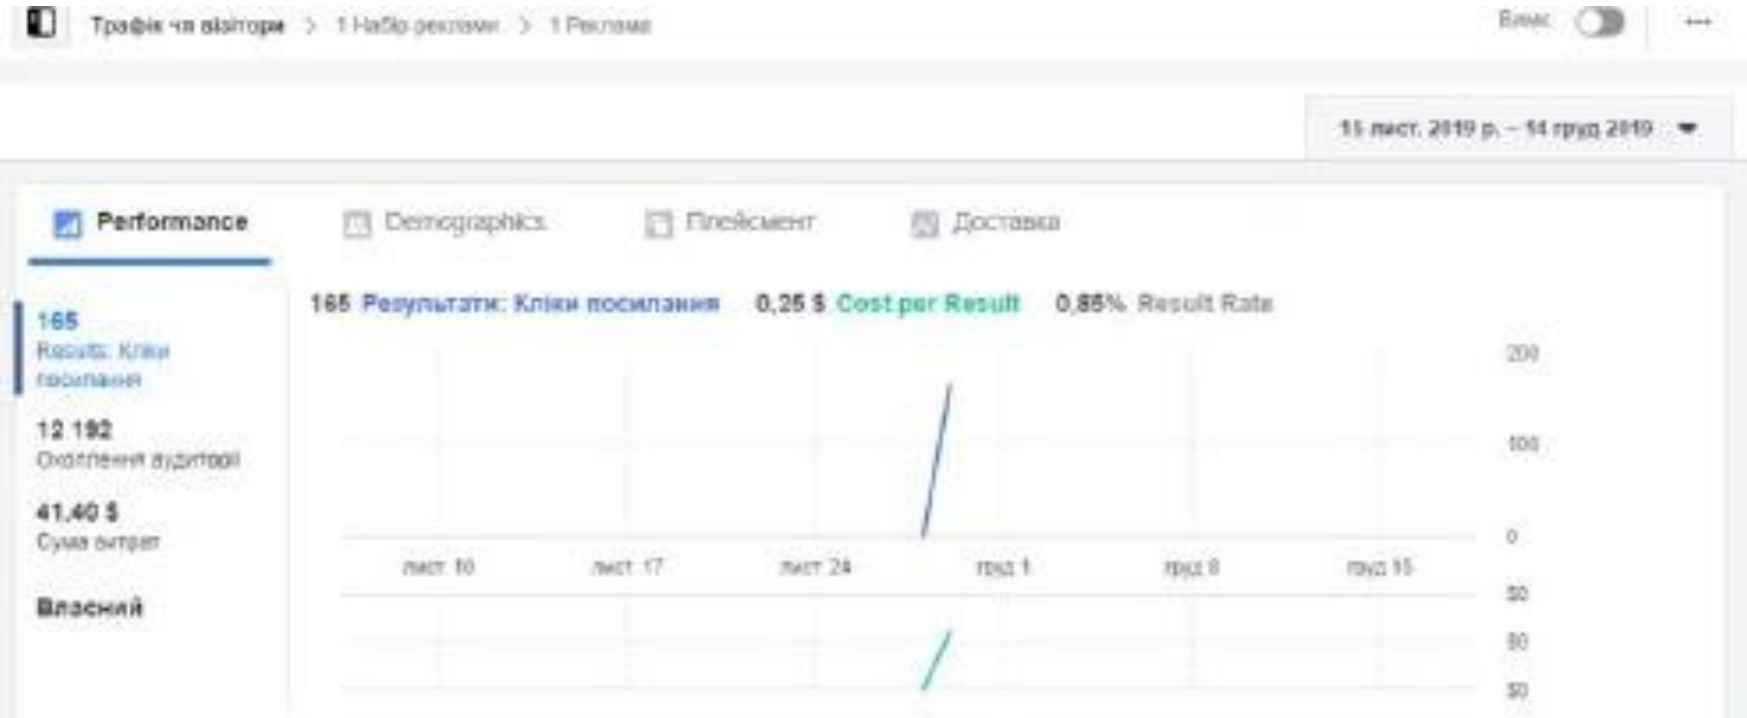 Трафік чп візітори > 1 Набір реклами > 1 Реклама
Вимк
15 лист. 2019 р. – 14 груд 2019
Performance Demographics Плейсмент Доставка
165
Results: Кліки
посилання
12 192
Охоплення аудиторії
41,40 $
Сума витрат
Власний
165 Результати: Кліки посилання 0,25 $ Cost per Result 0,85% Result Rate
200
100
0
лист 10 лист 17 лист 24 груд 1 груд 8 груд 15
$0
$0
$0